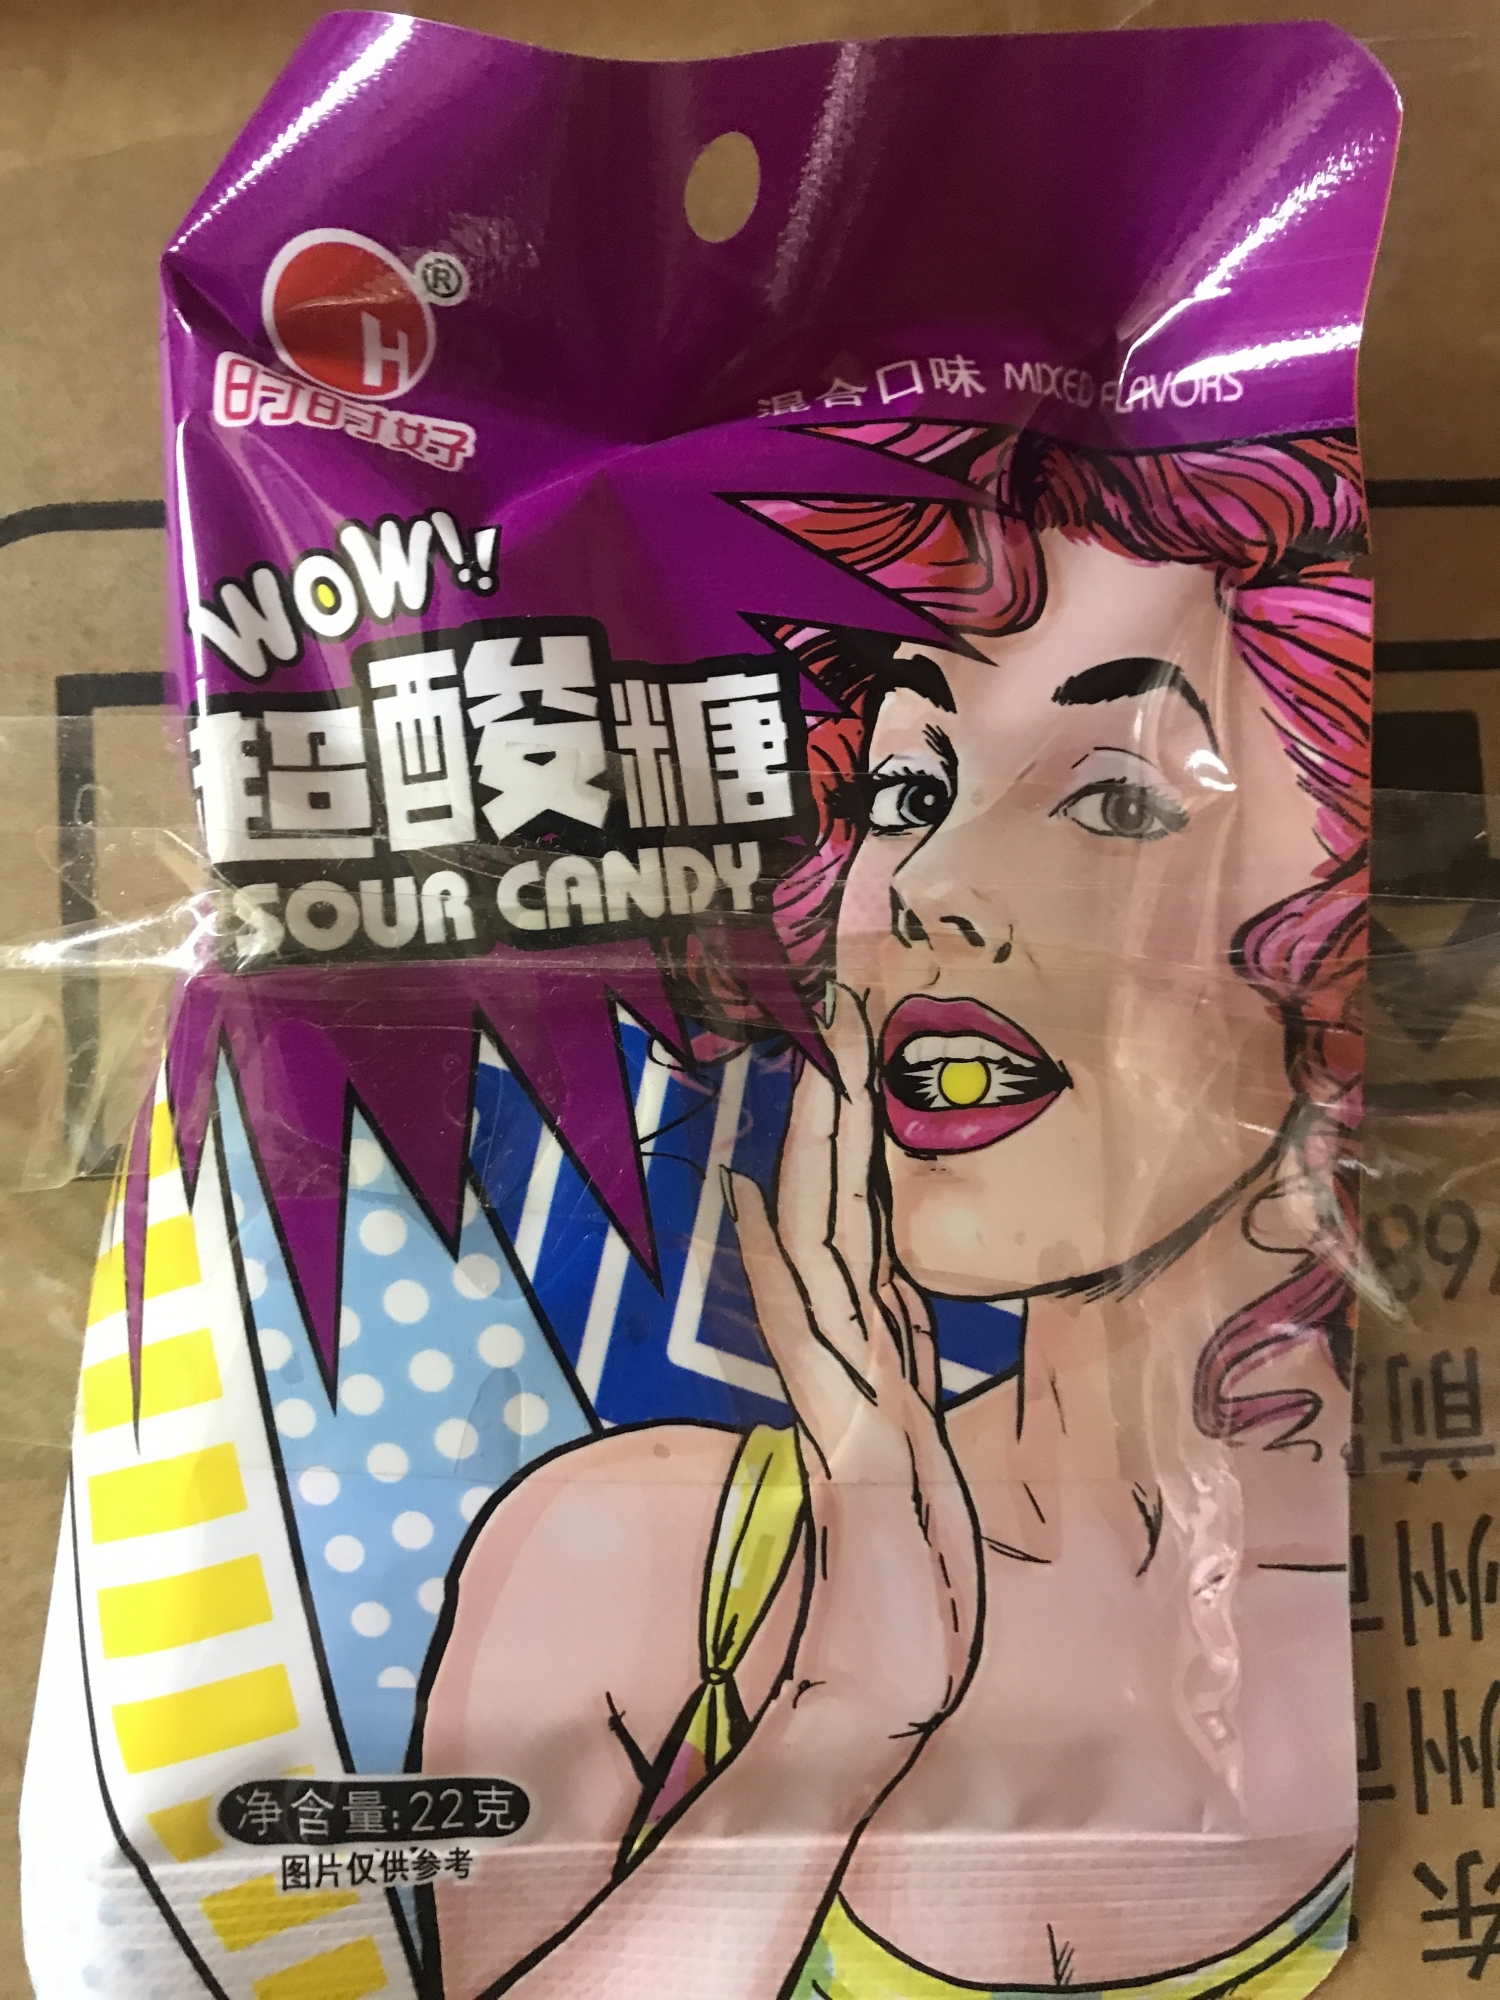 H®
时时好
混合口味 MIXED FLAVORS
WOW!!
超酸糖
SOUR CANDY
净含量:22克
图片仅供参考